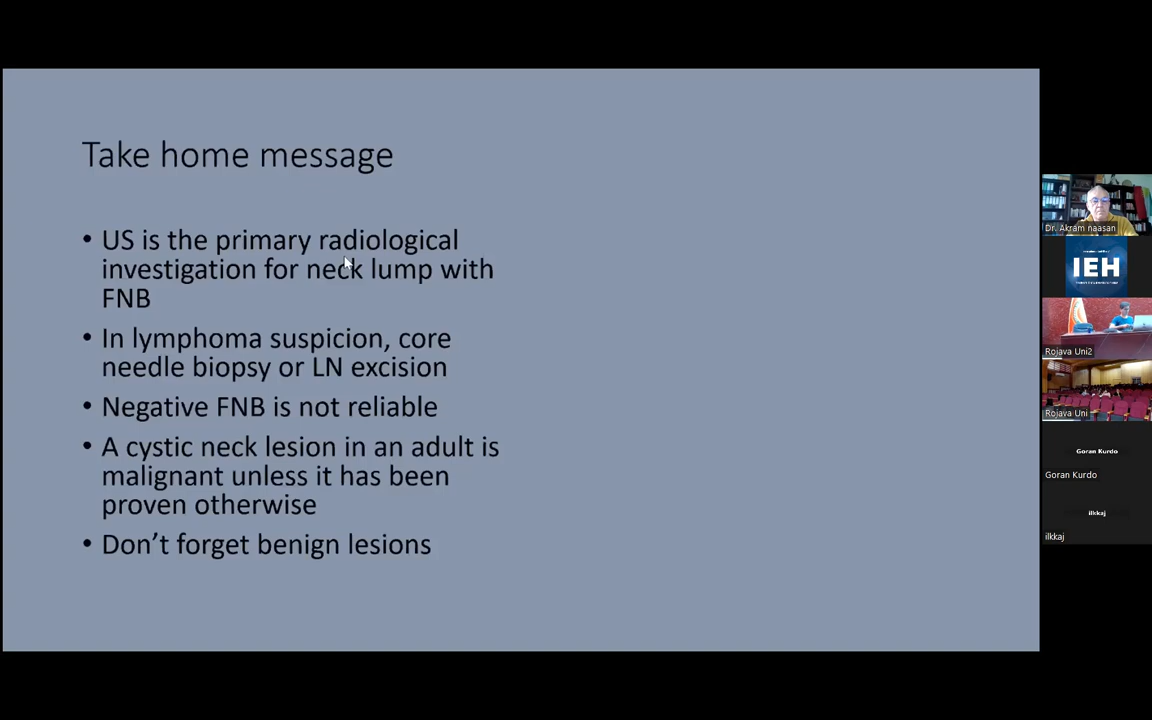 Take home message
• US is the primary radiological
investigation for neck lump with
FNB
• In lymphoma suspicion, core
needle biopsy or LN excision
• Negative FNB is not reliable
• A cystic neck lesion in an adult is
malignant unless it has been
proven otherwise
• Don’t forget benign lesions
Dr. Akram naasan
IEH
Rojava Uni2
Rojava Uni
Goran Kurdo
Goran Kurdo
ilkkaj
ilkkaj